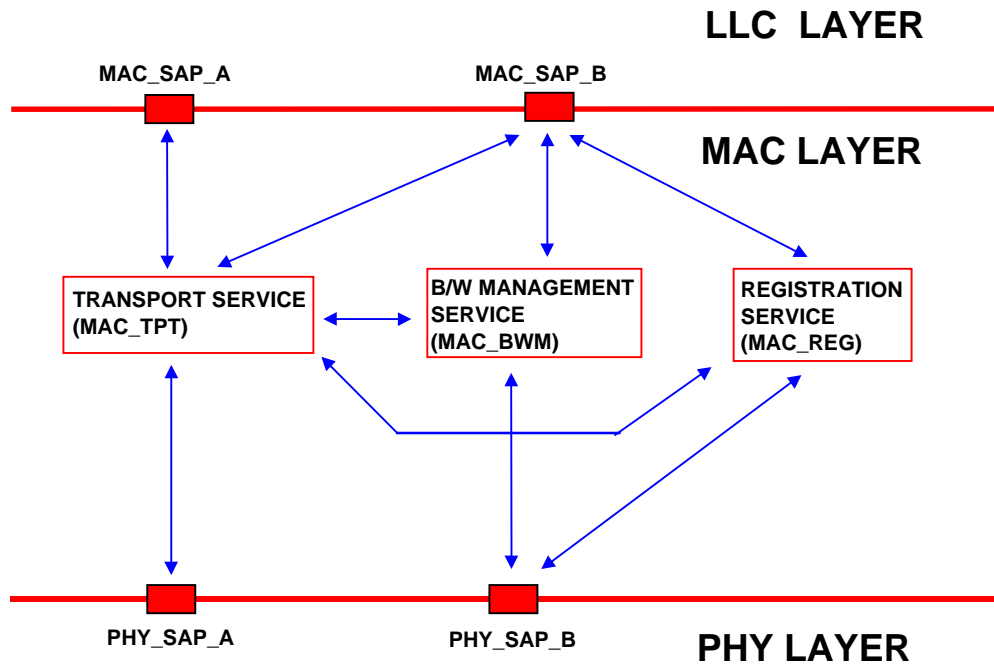 LLC LAYER
MAC_SAP_A
MAC_SAP_B
MAC LAYER
TRANSPORT SERVICE
(MAC_TPT)
B/W MANAGEMENT
SERVICE
(MAC_BWM)
REGISTRATION
SERVICE
(MAC_REG)
PHY_SAP_A
PHY_SAP_B
PHY LAYER